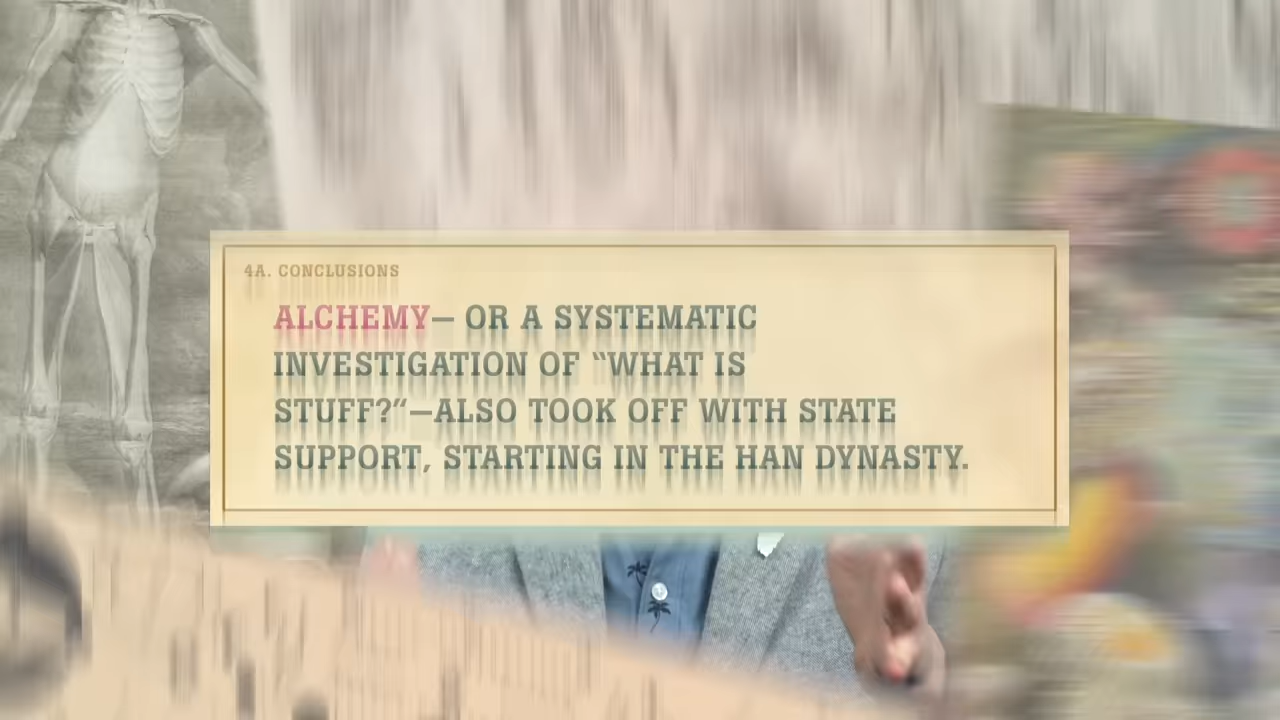 4A. CONCLUSIONS
ALCHEMY— OR A SYSTEMATIC
INVESTIGATION OF “WHAT IS
STUFF?“—ALSO TOOK OFF WITH STATE
SUPPORT, STARTING IN THE HAN DYNASTY.